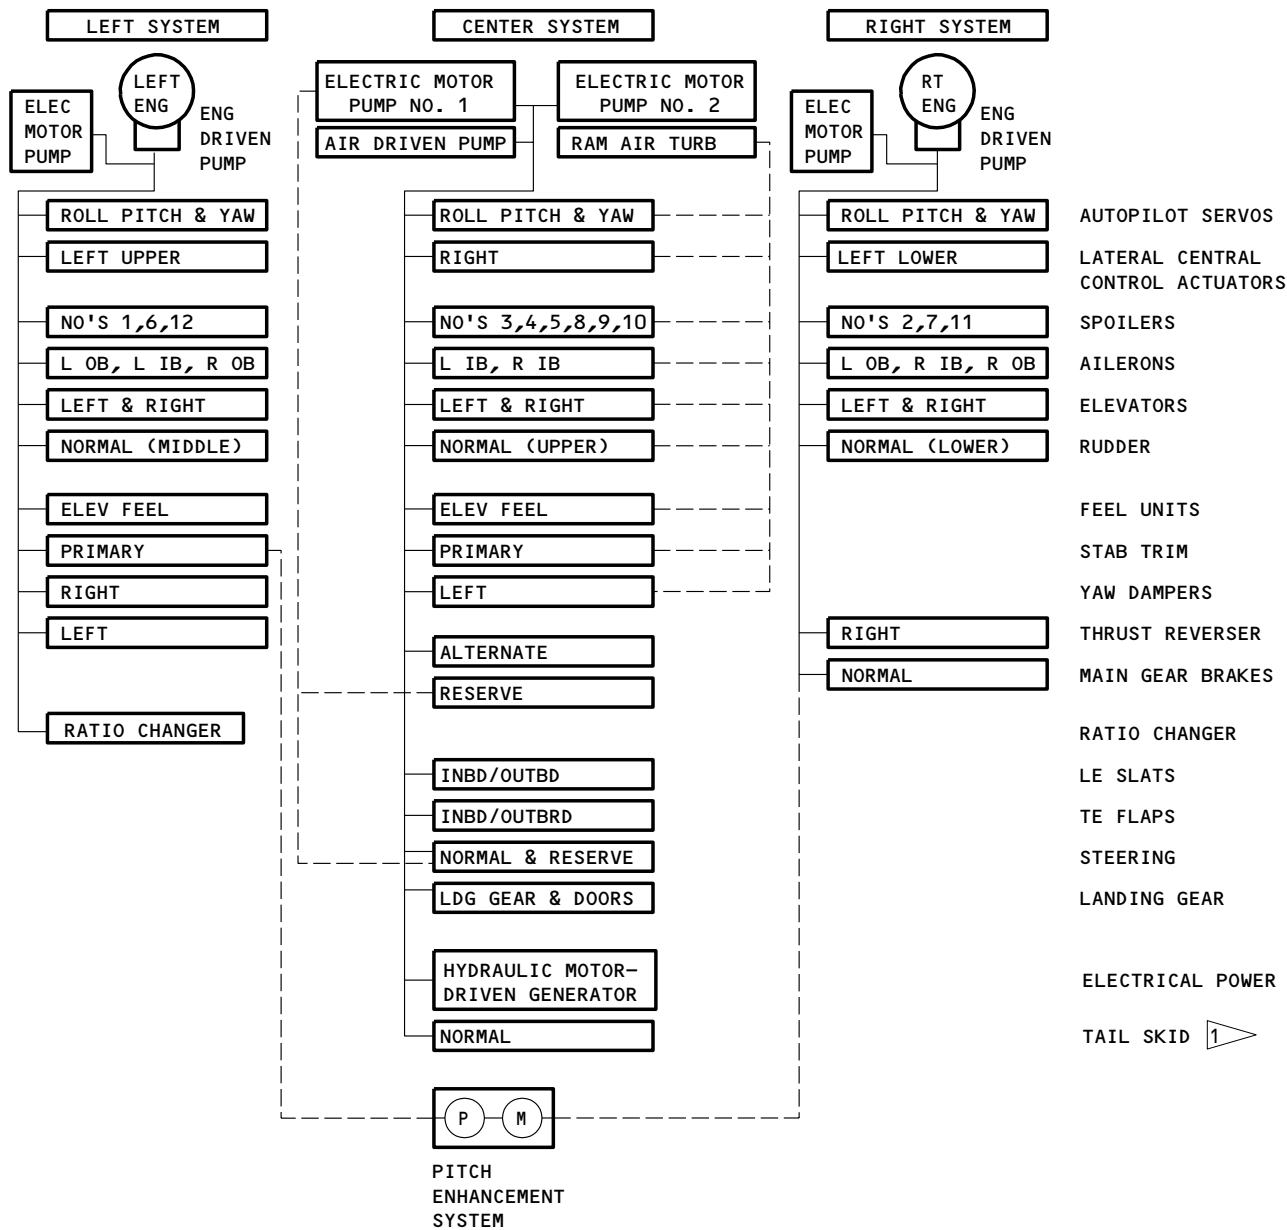 LEFT SYSTEM
CENTER SYSTEM
RIGHT SYSTEM
LEFT
ENG
ELEC
MOTOR
PUMP
ENG
DRIVEN
PUMP
ELECTRIC MOTOR
PUMP NO. 1
ELECTRIC MOTOR
PUMP NO. 2
AIR DRIVEN PUMP
RAM AIR TURB
RT
ENG
ELEC
MOTOR
PUMP
ENG
DRIVEN
PUMP
ROLL PITCH & YAW
ROLL PITCH & YAW
ROLL PITCH & YAW
AUTOPILOT SERVOS
LEFT UPPER
RIGHT
LEFT LOWER
LATERAL CENTRAL
CONTROL ACTUATORS
NO'S 1,6,12
NO'S 3,4,5,8,9,10
NO'S 2,7,11
SPOILERS
L OB, L IB, R OB
L IB, R IB
L OB, R IB, R OB
AILERONS
LEFT & RIGHT
LEFT & RIGHT
LEFT & RIGHT
ELEVATORS
NORMAL (MIDDLE)
NORMAL (UPPER)
NORMAL (LOWER)
RUDDER
ELEV FEEL
ELEV FEEL
FEEL UNITS
PRIMARY
PRIMARY
STAB TRIM
RIGHT
LEFT
YAW DAMPERS
LEFT
RIGHT
THRUST REVERSER
ALTERNATE
NORMAL
MAIN GEAR BRAKES
RESERVE
RATIO CHANGER
RATIO CHANGER
INBD/OUTBD
LE SLATS
INBD/OUTBRD
TE FLAPS
NORMAL & RESERVE
STEERING
LDG GEAR & DOORS
LANDING GEAR
HYDRAULIC MOTOR-
DRIVEN GENERATOR
ELECTRICAL POWER
NORMAL
TAIL SKID 1
P M
PITCH
ENHANCEMENT
SYSTEM